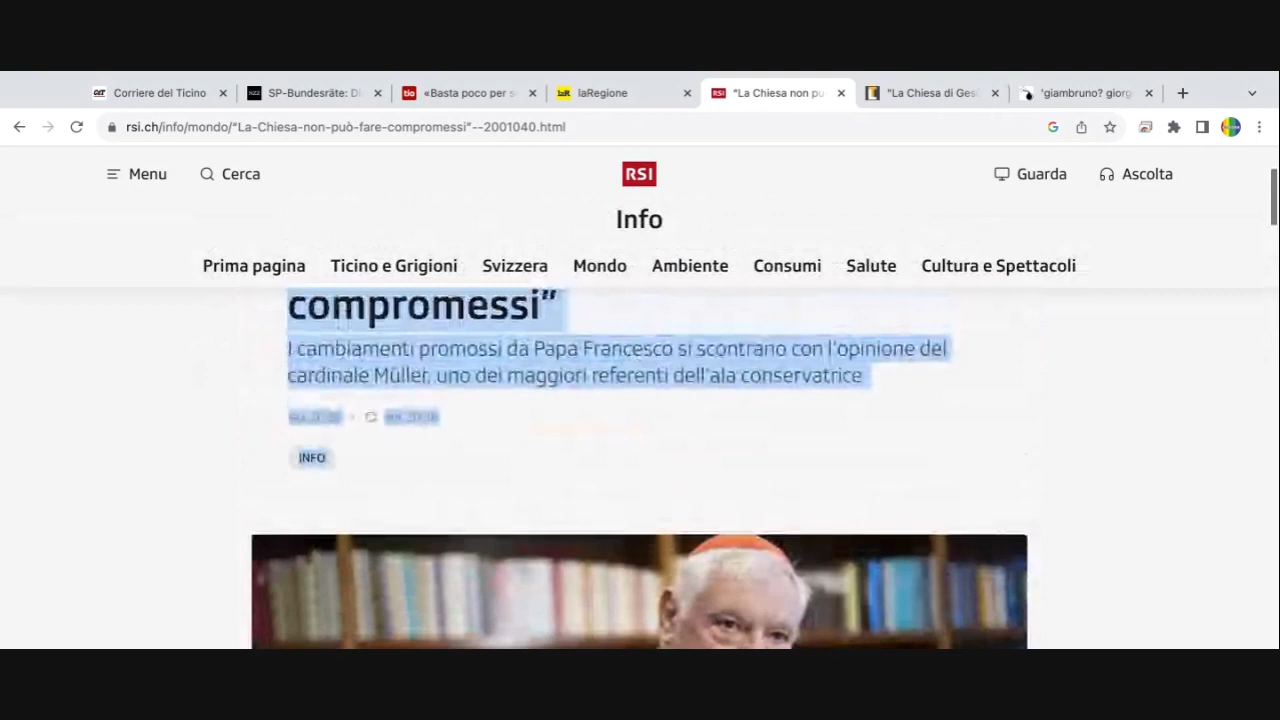 Corriere del Ticino
SP-Bundesräte: Di
«Basta poco per s
laRegione
"La Chiesa non pu
"La Chiesa di Ges
'giambruno? giorg
rsi.ch/info/mondo/"La-Chiesa-non-può-fare-compromessi"--2001040.html
Menu
Cerca
RSI
Guarda
Ascolta
Info
Prima pagina
Ticino e Grigioni
Svizzera
Mondo
Ambiente
Consumi
Salute
Cultura e Spettacoli
compromessi”
I cambiamenti promossi da Papa Francesco si scontrano con l'opinione del
cardinale Müller, uno dei maggiori referenti dell'ala conservatrice
INFO